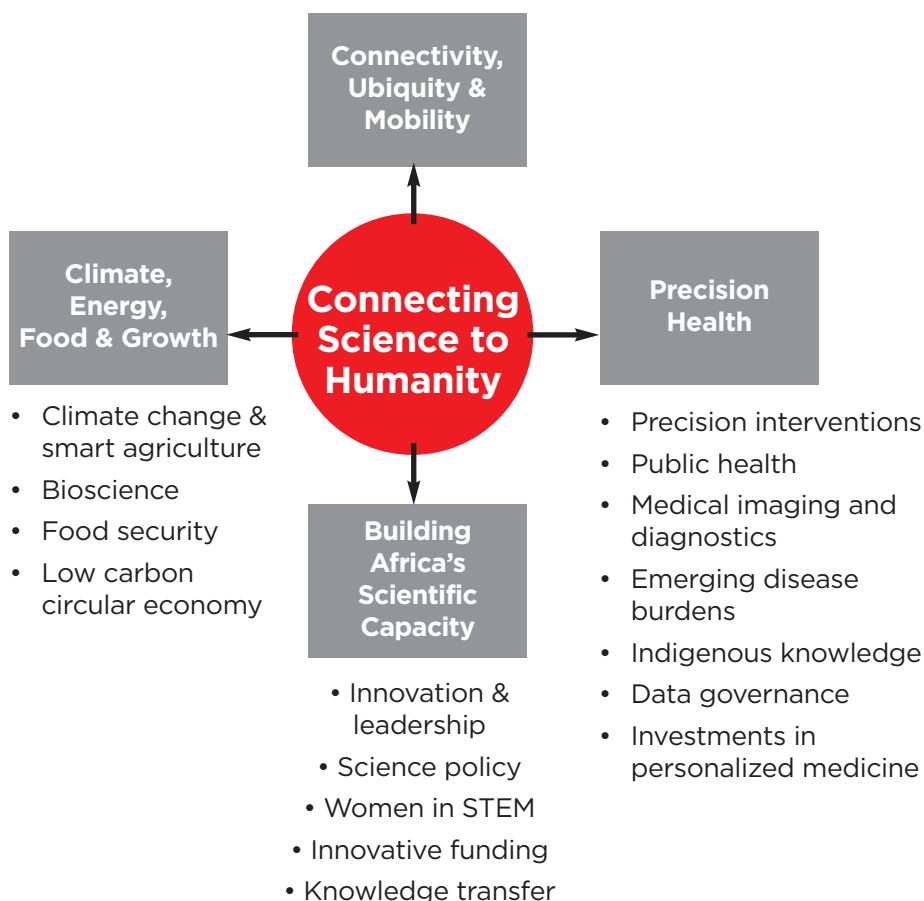 Connectivity,
Ubiquity &
Mobility
Climate,
Energy,
Food & Growth
Connecting
Science to
Humanity
Precision
Health
• Climate change &
smart agriculture
• Bioscience
• Food security
• Low carbon
circular economy
Building
Africa's
Scientific
Capacity
• Innovation &
leadership
• Science policy
• Women in STEM
• Innovative funding
• Knowledge transfer
• Precision interventions
• Public health
• Medical imaging and
diagnostics
• Emerging disease
burdens
• Indigenous knowledge
• Data governance
• Investments in
personalized medicine